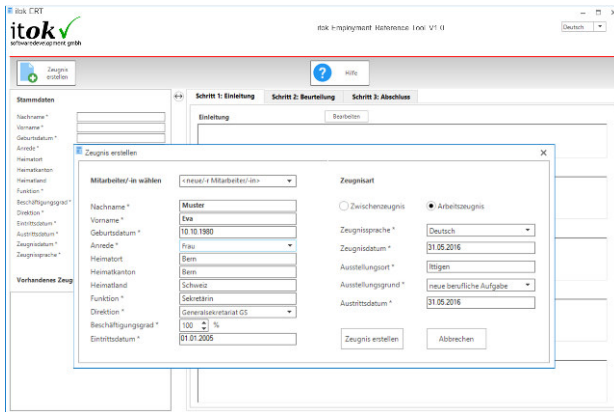 itok CRT
itok
softwaredevelopment gmbh
itok Employment Reference Tool V1.0
Deutsch
Zeugnis erstellen
Hilfe
Stammdaten
Schritt 1: Einleitung
Schritt 2: Beurteilung
Schritt 3: Abschluss
Einleitung
Bearbeiten
Nachname *
Vorname *
Geburtsdatum *
Anrede *
Heimatort
Heimatkanton
Heimatland
Funktion *
Beschäftigungsgrad *
Direktion *
Eintrittsdatum *
Austrittsdatum *
Zeugnisdatum *
Zeugnissprache *
Vorhandenes Zeug
Zeugnis erstellen
Mitarbeiter/-in wählen
<neue/-r Mitarbeiter/-in>
Nachname * Muster
Vorname * Eva
Geburtsdatum * 10.10.1980
Anrede * Frau
Heimatort Bern
Heimatkanton Bern
Heimatland Schweiz
Funktion * Sekretärin
Direktion * Generalsekretariat GS
Beschäftigungsgrad * 100 %
Eintrittsdatum * 01.01.2005
Zeugnisart
Zwischenzeugnis
Arbeitszeugnis
Zeugnissprache * Deutsch
Zeugnisdatum * 31.05.2016
Ausstellungsort * Ittigen
Ausstellungsgrund * neue berufliche Aufgabe
Austrittsdatum * 31.05.2016
Zeugnis erstellen
Abbrechen